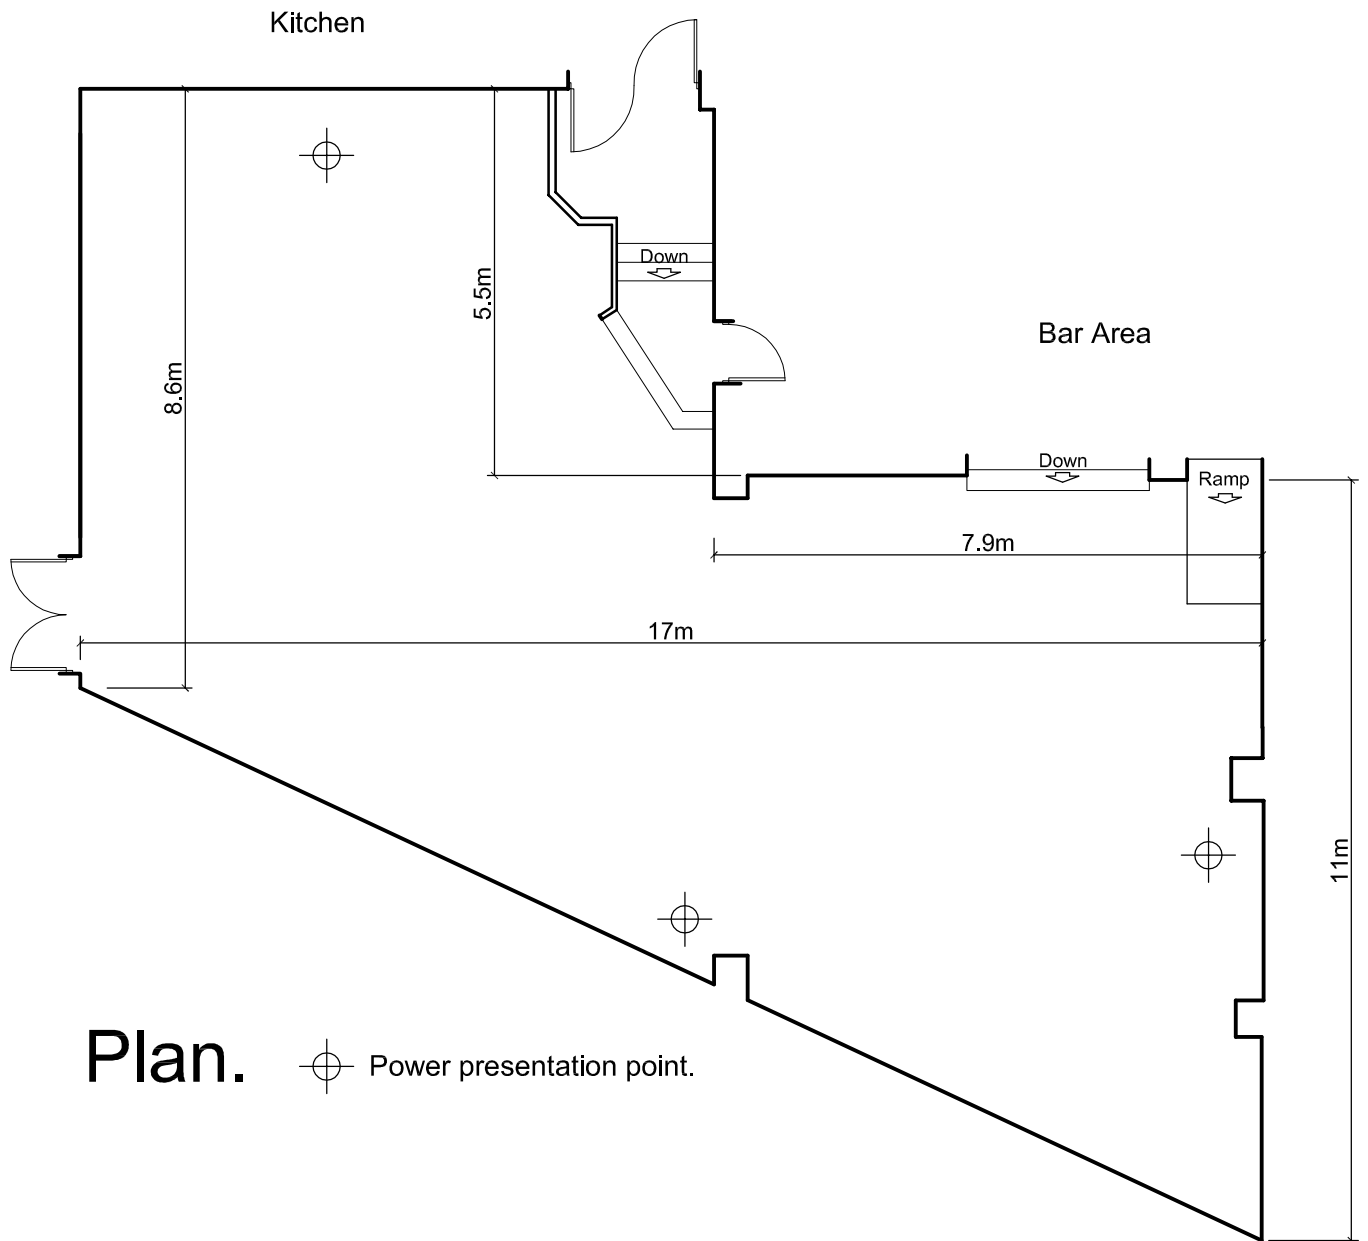 Kitchen
Down
5.5m
Bar Area
8.6m
Down
Ramp
7.9m
17m
11m
Plan.
Power presentation point.